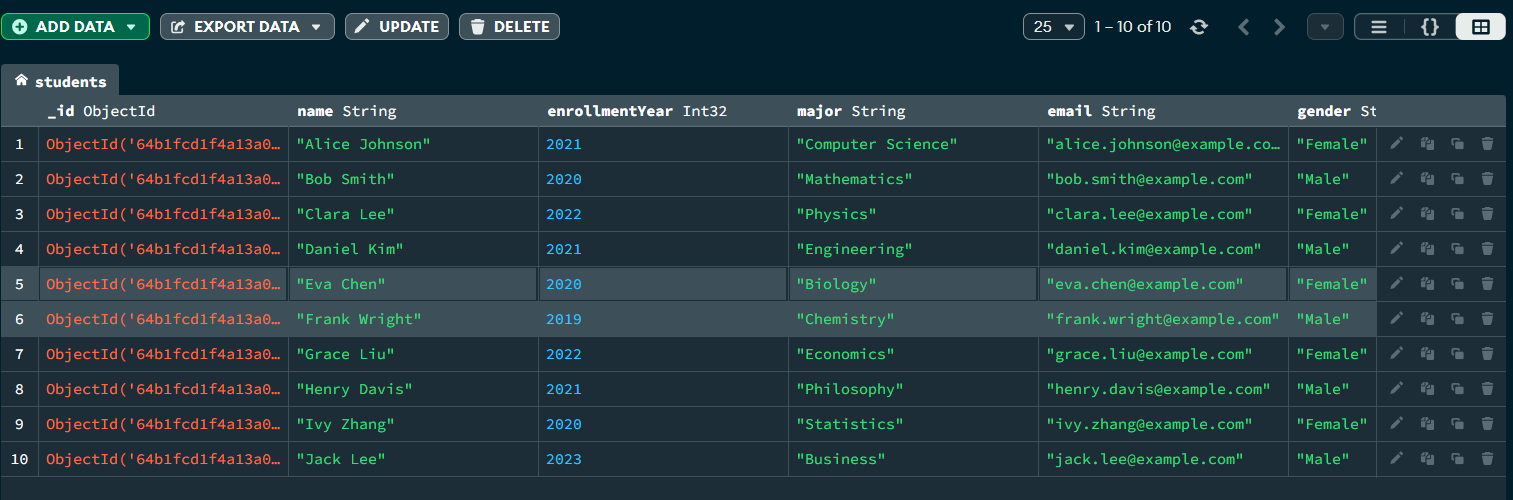 ADD DATA EXPORT DATA UPDATE DELETE 25 1 – 10 of 10 {}
students
_id ObjectId name String enrollmentYear Int32 major String email String gender St
1 ObjectId('64b1fcd1f4a13a0… "Alice Johnson" 2021 "Computer Science" "alice.johnson@example.co… "Female"
2 ObjectId('64b1fcd1f4a13a0… "Bob Smith" 2020 "Mathematics" "bob.smith@example.com" "Male"
3 ObjectId('64b1fcd1f4a13a0… "Clara Lee" 2022 "Physics" "clara.lee@example.com" "Female"
4 ObjectId('64b1fcd1f4a13a0… "Daniel Kim" 2021 "Engineering" "daniel.kim@example.com" "Male"
5 ObjectId('64b1fcd1f4a13a0… "Eva Chen" 2020 "Biology" "eva.chen@example.com" "Female"
6 ObjectId('64b1fcd1f4a13a0… "Frank Wright" 2019 "Chemistry" "frank.wright@example.com" "Male"
7 ObjectId('64b1fcd1f4a13a0… "Grace Liu" 2022 "Economics" "grace.liu@example.com" "Female"
8 ObjectId('64b1fcd1f4a13a0… "Henry Davis" 2021 "Philosophy" "henry.davis@example.com" "Male"
9 ObjectId('64b1fcd1f4a13a0… "Ivy Zhang" 2020 "Statistics" "ivy.zhang@example.com" "Female"
10 ObjectId('64b1fcd1f4a13a0… "Jack Lee" 2023 "Business" "jack.lee@example.com" "Male"